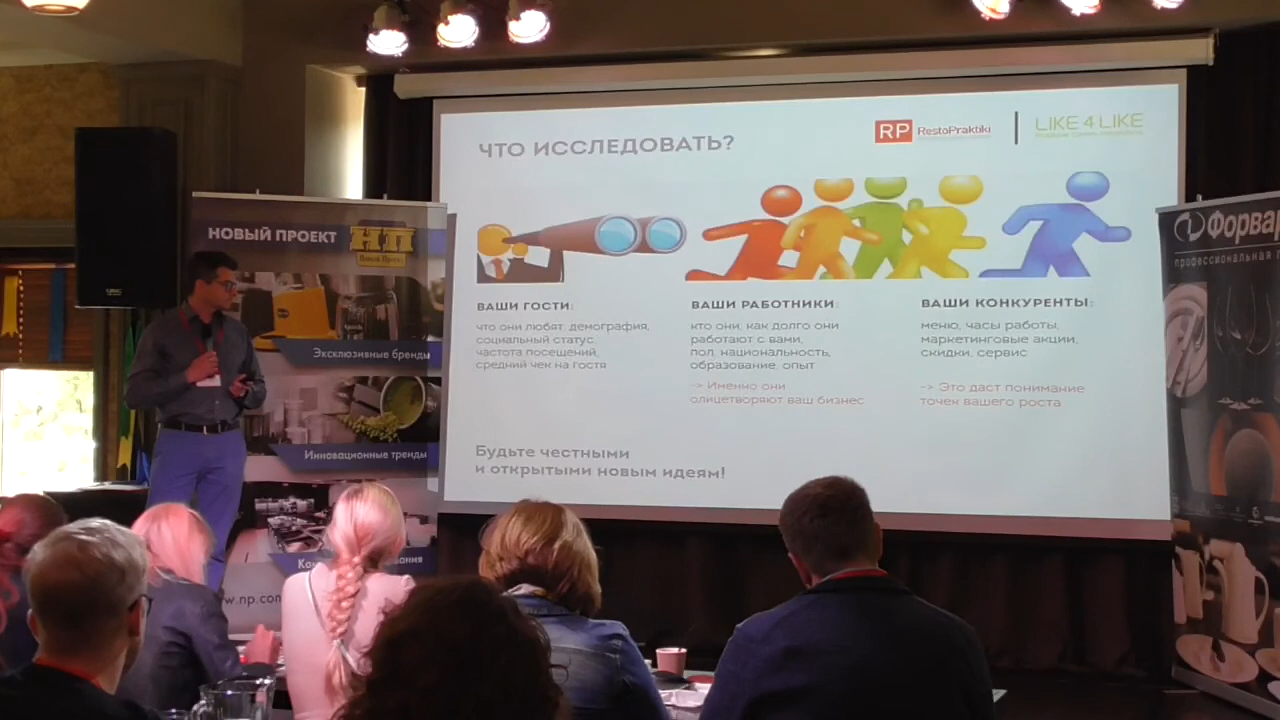 ЧТО ИССЛЕДОВАТЬ?
RP RestoPraktiki
LIKE 4 LIKE
ВАШИ ГОСТИ:
что они любят, демография,
социальный статус,
частота посещений,
средний чек на гостя
ВАШИ РАБОТНИКИ:
кто они, как долго они
работают с вами,
пол, национальность,
образование, опыт
-> Именно они
олицетворяют ваш бизнес
ВАШИ КОНКУРЕНТЫ:
меню, часы работы,
маркетинговые акции,
скидки, сервис
-> Это даст понимание
точек вашего роста
Будьте честными
и открытыми новым идеям!
НОВЫЙ ПРОЕКТ
НП
Новый Проект
Эксклюзивные бренды
Инновационные тренды
www.np.com
Форвар
профессиональная п